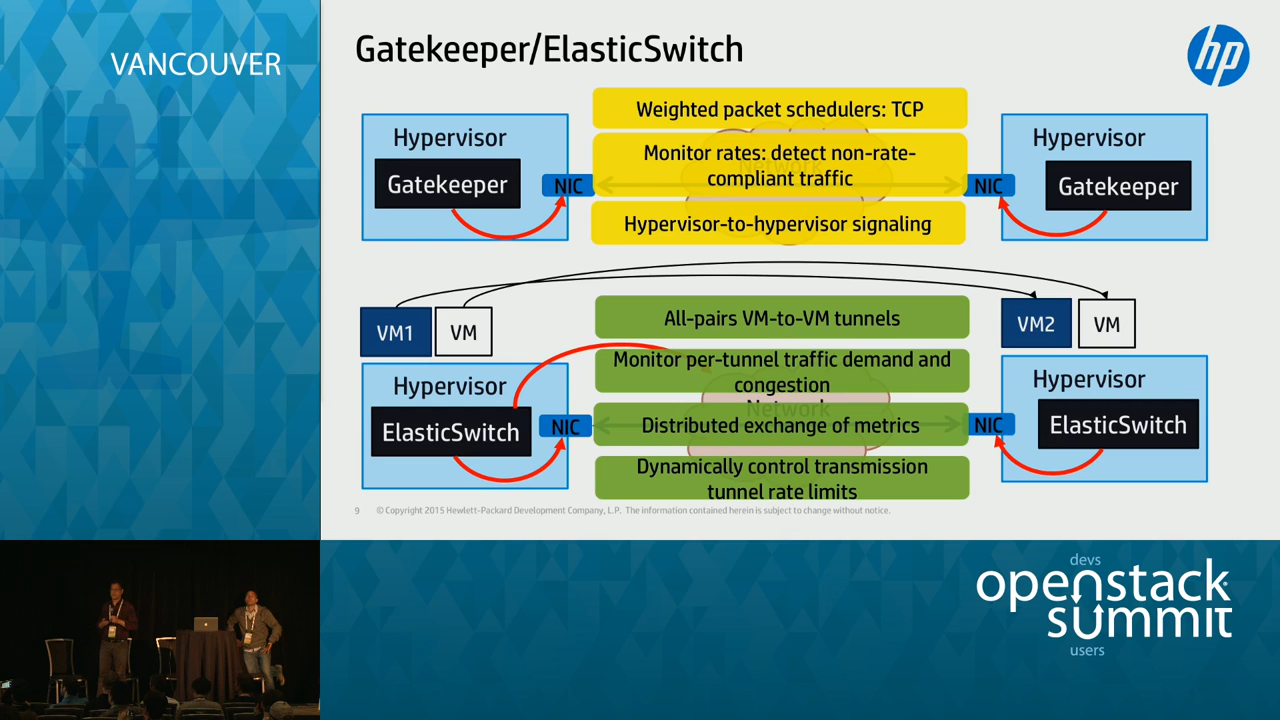 VANCOUVER
Gatekeeper/ElasticSwitch
hp
Weighted packet schedulers: TCP
Hypervisor
Gatekeeper
NIC
Monitor rates: detect non-rate-
compliant traffic
Network
Hypervisor-to-hypervisor signaling
NIC
Hypervisor
Gatekeeper
VM1
VM
All-pairs VM-to-VM tunnels
VM2
VM
Hypervisor
ElasticSwitch
NIC
Monitor per-tunnel traffic demand and
congestion
Network
Distributed exchange of metrics
Dynamically control transmission
tunnel rate limits
NIC
Hypervisor
ElasticSwitch
9 © Copyright 2015 Hewlett-Packard Development Company, L.P. The information contained herein is subject to change without notice.
devs
openstack
summit
users